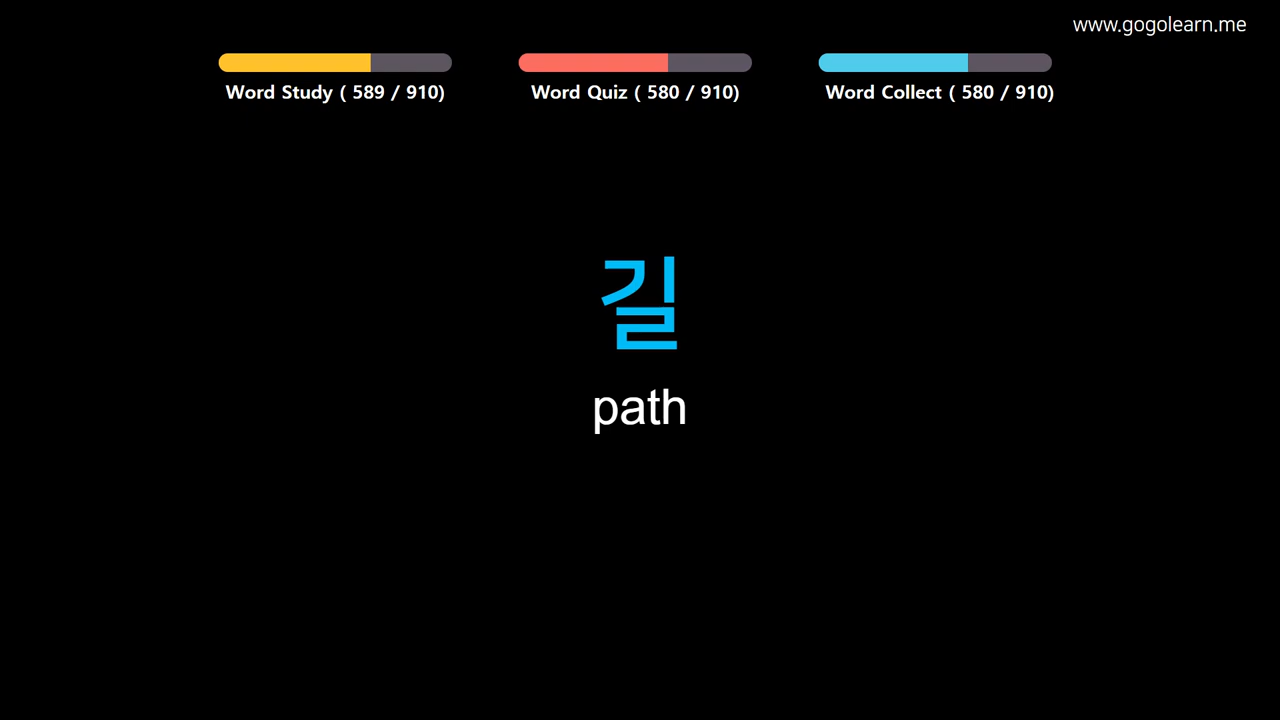 www.gogolearn.me
Word Study ( 589 / 910)
Word Quiz ( 580 / 910)
Word Collect ( 580 / 910)
길
path